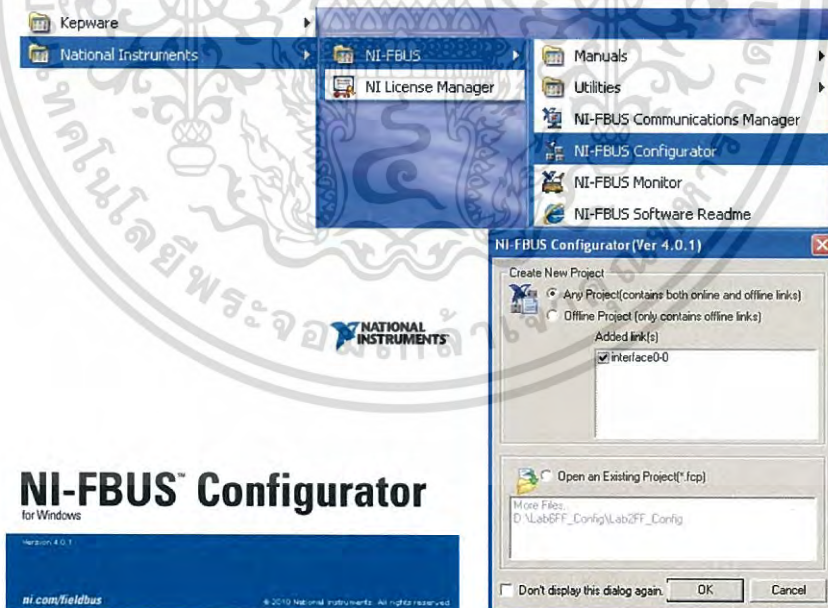 Kepware
National Instruments
NI-FBUS
NI License Manager
Manuals
Utilities
NI-FBUS Communications Manager
NI-FBUS Configurator
NI-FBUS Monitor
NI-FBUS Software Readme
NI-FBUS Configurator(Ver 4.0.1)
Create New Project
Any Project(contains both online and offline links)
Offline Project (only contains offline links)
Added link(s)
interface0-0
Open an Existing Project(*.fcp)
More Files...
D:\Lab6FF_Config\Lab2FF_Config
Don't display this dialog again.
OK
Cancel
NATIONAL
INSTRUMENTS
NI-FBUS™ Configurator
for Windows
Version 4.0.1
ni.com/fieldbus
© 2010 National Instruments. All rights reserved